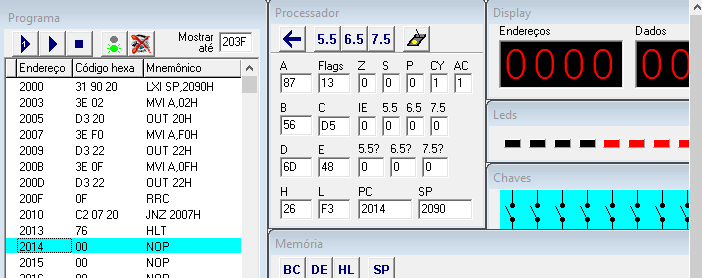 Programa
Mostrar até 203F
Endereço Código hexa Mnemônico
2000 31 90 20 LXI SP,2090H
2003 3E 02 MVI A,02H
2005 D3 20 OUT 20H
2007 3E F0 MVI A,F0H
2009 D3 22 OUT 22H
200B 3E 0F MVI A,0FH
200D D3 22 OUT 22H
200F 0F RRC
2010 C2 07 20 JNZ 2007H
2013 76 HLT
2014 00 NOP
2015 00 NOP
2016 00 NOP
Processador
5.5 6.5 7.5
A Flags Z S P CY AC
87 13 0 0 0 1 1
B C IE 5.5 6.5 7.5
56 D5 0 0 0 0
D E 5.5? 6.5? 7.5?
6D 48 0 0 0
H L PC SP
26 F3 2014 2090
Memória
BC DE HL SP
Display
Endereços Dados
0000 00
Leds
Chaves